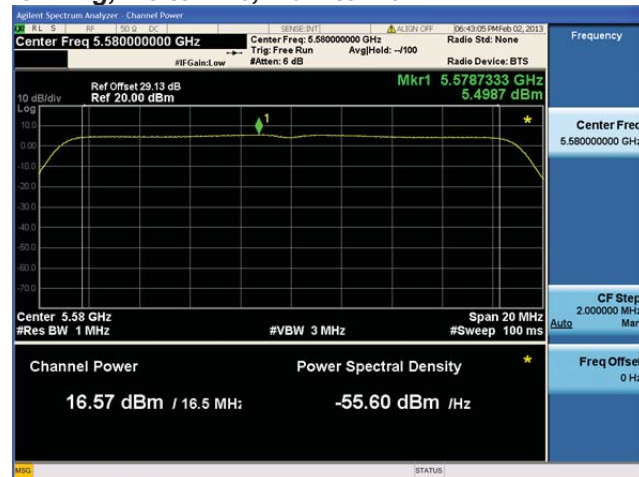 Agilent Spectrum Analyzer - Channel Power
RL S RF 50 Ω DC SENSE:INT ALIGN OFF 06:43:05 PM Feb 02, 2013
Center Freq 5.580000000 GHz
Center Freq: 5.580000000 GHz
Radio Std: None
Trig: Free Run Avg|Hold: --/100
#IFGain:Low #Atten: 6 dB Radio Device: BTS
Frequency
Mkr1 5.5787333 GHz
5.4987 dBm
Ref Offset 29.13 dB
10 dB/div Ref 20.00 dBm
Log
10.0
0.00
-10.0
-20.0
-30.0
-40.0
-50.0
-60.0
-70.0
1
*
Center 5.58 GHz Span 20 MHz
#Res BW 1 MHz #VBW 3 MHz #Sweep 100 ms
Channel Power Power Spectral Density *
16.57 dBm / 16.5 MHz -55.60 dBm /Hz
Center Freq
5.580000000 GHz
CF Step
2.000000 MHz
Auto Man
Freq Offset
0 Hz
MSG STATUS